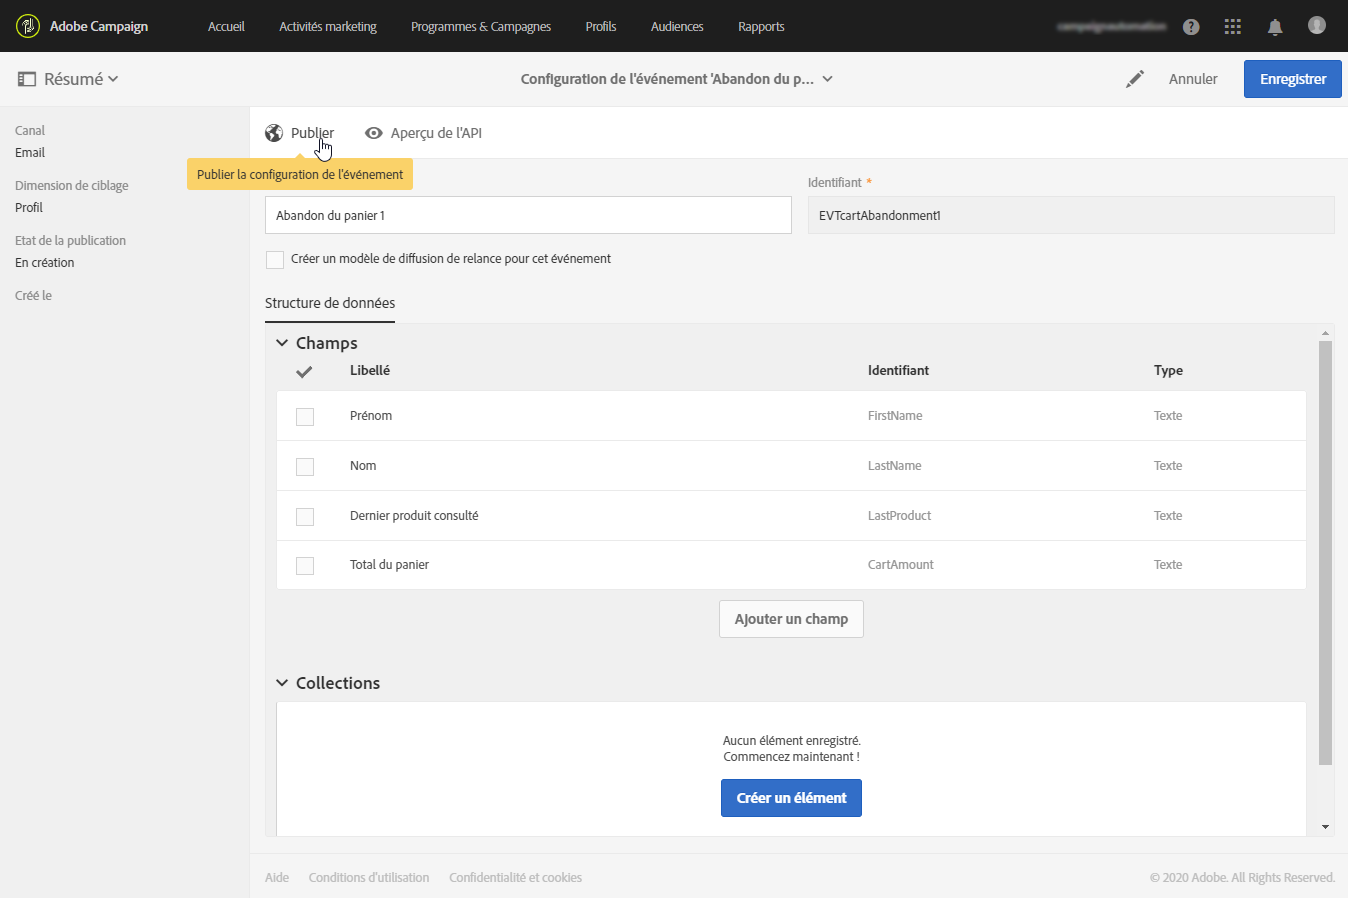 Adobe Campaign
Accueil
Activités marketing
Programmes & Campagnes
Profils
Audiences
Rapports
Résumé
Configuration de l'événement 'Abandon du p...
Annuler
Enregistrer
Canal
Email
Dimension de ciblage
Profil
Etat de la publication
En création
Créé le
Publier
Aperçu de l'API
Publier la configuration de l'événement
Identifiant *
Abandon du panier 1
EVTcartAbandonment1
Créer un modèle de diffusion de relance pour cet événement
Structure de données
Champs
Libellé
Identifiant
Type
Prénom
FirstName
Texte
Nom
LastName
Texte
Dernier produit consulté
LastProduct
Texte
Total du panier
CartAmount
Texte
Ajouter un champ
Collections
Aucun élément enregistré.
Commencez maintenant !
Créer un élément
Aide
Conditions d'utilisation
Confidentialité et cookies
© 2020 Adobe. All Rights Reserved.